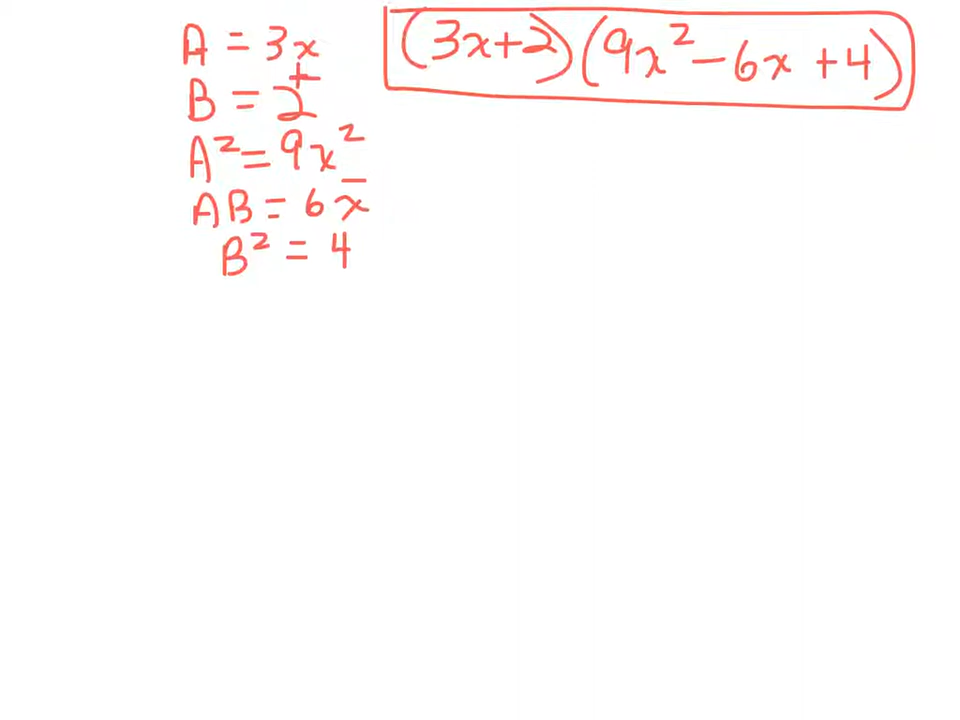 A = 3x
(3x+2)(9x² - 6x + 4)
+
B = 2
A² = 9x²
−
AB = 6x
B² = 4